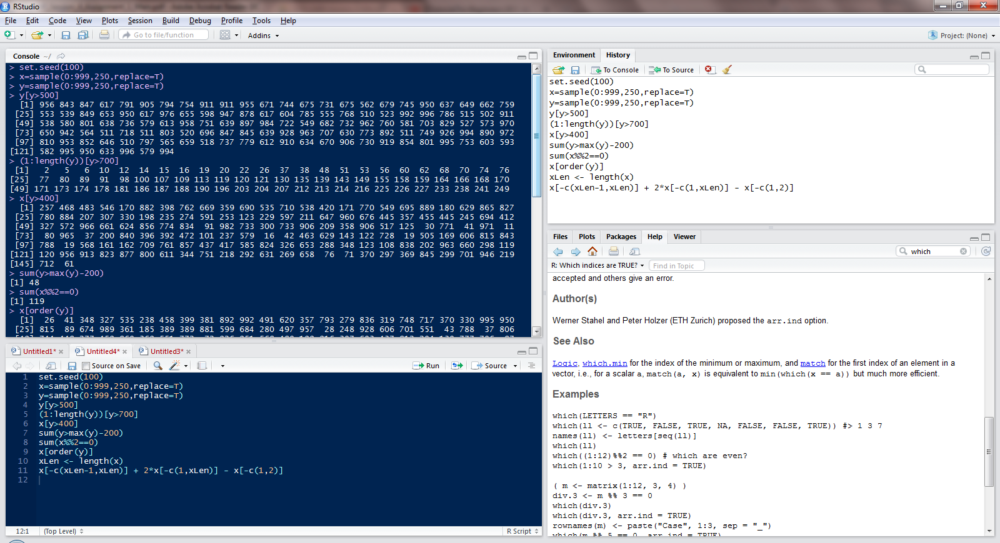 RStudio
File Edit Code View Plots Session Build Debug Profile Tools Help
Go to file/function Addins Project: (None)
Console ~/
> set.seed(100)
> x=sample(0:999,250,replace=T)
> y=sample(0:999,250,replace=T)
> y[y>500]
[1] 956 843 847 617 791 905 794 754 911 911 955 671 744 675 731 675 562 679 745 950 637 649 662 759
[25] 553 539 849 653 950 617 976 655 598 947 878 617 604 785 555 768 510 523 992 996 786 515 502 911
[49] 538 580 801 638 736 579 613 958 751 639 897 984 722 549 682 732 962 760 581 703 829 527 573 970
[73] 650 942 564 511 718 511 803 520 696 847 845 639 928 963 707 630 773 892 511 749 926 994 890 972
[97] 810 953 852 646 510 797 565 659 518 737 779 612 910 634 670 906 730 919 854 801 995 753 603 593
[121] 582 995 950 633 996 579 994
> (1:length(y))[y>700]
[1] 2 5 6 10 12 14 15 16 19 20 22 26 37 38 48 51 53 56 60 62 68 70 74 76
[25] 77 80 89 91 98 100 107 109 113 119 120 121 130 135 139 143 149 155 158 159 164 166 168 170
[49] 171 173 174 178 181 186 187 188 190 196 203 204 207 212 213 214 216 225 226 227 233 238 241 249
> x[y>400]
[1] 257 468 483 546 170 882 398 762 669 359 690 535 710 538 420 171 770 549 695 889 180 629 865 827
[25] 780 884 207 307 330 198 235 274 591 253 123 229 597 211 647 960 676 445 357 455 445 245 694 412
[49] 327 572 966 661 624 856 774 834 91 982 733 300 733 906 209 358 906 517 125 30 771 41 971 11
[73] 80 965 37 200 840 396 392 472 101 237 579 16 42 463 629 143 122 728 19 505 169 606 815 843
[97] 788 19 568 161 162 709 761 857 437 417 585 824 326 653 288 348 123 108 838 202 963 660 298 119
[121] 120 956 913 823 877 800 611 344 751 218 292 631 269 658 76 71 370 297 369 845 299 701 946 219
[145] 712 61
> sum(y>max(y)-200)
[1] 48
> sum(x%%2==0)
[1] 119
> x[order(y)]
[1] 26 41 348 327 535 238 458 399 381 892 992 491 620 357 793 279 836 319 748 717 370 330 995 950
[25] 815 89 674 989 361 185 389 389 881 599 684 280 497 957 28 248 928 606 701 551 43 788 37 806
Untitled1* Untitled4* Untitled3*
Source on Save Run Source
1 set.seed(100)
2 x=sample(0:999,250,replace=T)
3 y=sample(0:999,250,replace=T)
4 y[y>500]
5 (1:length(y))[y>700]
6 x[y>400]
7 sum(y>max(y)-200)
8 sum(x%%2==0)
9 x[order(y)]
10 xLen <- length(x)
11 x[-c(xLen-1,xLen)] + 2*x[-c(1,xLen)] - x[-c(1,2)]
12
12:1 (Top Level) R Script
Environment History
To Console To Source
set.seed(100)
x=sample(0:999,250,replace=T)
y=sample(0:999,250,replace=T)
y[y>500]
(1:length(y))[y>700]
x[y>400]
sum(y>max(y)-200)
sum(x%%2==0)
x[order(y)]
xLen <- length(x)
x[-c(xLen-1,xLen)] + 2*x[-c(1,xLen)] - x[-c(1,2)]
Files Plots Packages Help Viewer
which
R: Which indices are TRUE? Find in Topic
accepted and others give an error.
Author(s)
Werner Stahel and Peter Holzer (ETH Zurich) proposed the arr.ind option.
See Also
Logic, which.min for the index of the minimum or maximum, and match for the first index of an element in a
vector, i.e., for a scalar a, match(a, x) is equivalent to min(which(x == a)) but much more efficient.
Examples
which(LETTERS == "R")
which(ll <- c(TRUE, FALSE, TRUE, NA, FALSE, FALSE, TRUE)) #> 1 3 7
names(ll) <- letters[seq(ll)]
which(ll)
which((1:12)%%2 == 0) # which are even?
which(1:10 > 3, arr.ind = TRUE)
( m <- matrix(1:12, 3, 4) )
div.3 <- m %% 3 == 0
which(div.3)
which(div.3, arr.ind = TRUE)
rownames(m) <- paste("Case", 1:3, sep = "_")
which(m %% 5 == 0, arr.ind = TRUE)